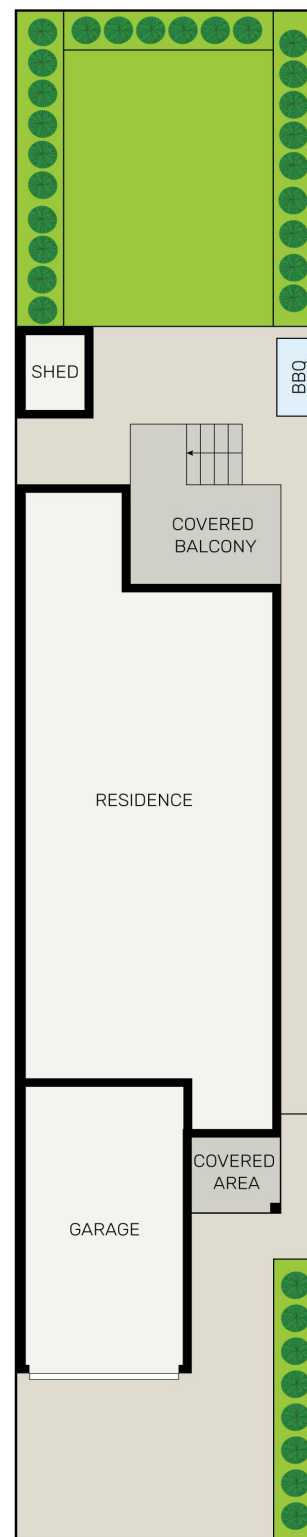 SHED
BBQ
COVERED
BALCONY
RESIDENCE
COVERED
AREA
GARAGE